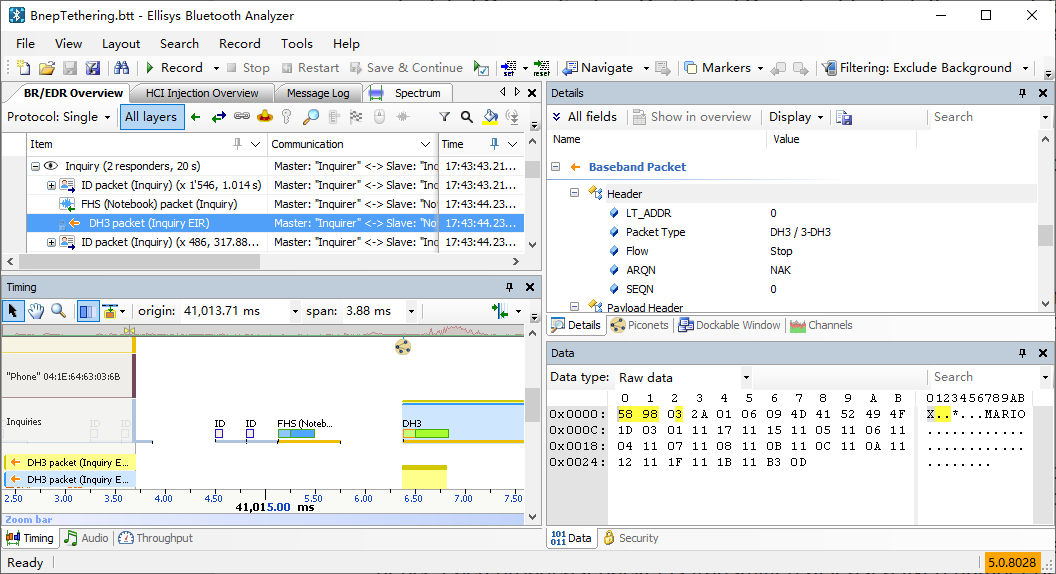 BnepTethering.btt - Ellisys Bluetooth Analyzer
File View Layout Search Record Tools Help
Record Stop Restart Save & Continue set reset Navigate Markers Filtering: Exclude Background
BR/EDR Overview HCI Injection Overview Message Log Spectrum
Protocol: Single All layers
Item Communication Time
Inquiry (2 responders, 20 s) Master: "Inquirer" <-> Slave: "Inc 17:43:43.21...
ID packet (Inquiry) (x 1'546, 1.014 s) Master: "Inquirer" <-> Slave: "Inc 17:43:43.21...
FHS (Notebook) packet (Inquiry) Master: "Inquirer" <-> Slave: "No 17:43:44.23...
DH3 packet (Inquiry EIR) Master: "Inquirer" <-> Slave: "No 17:43:44.23...
ID packet (Inquiry) (x 486, 317.88... Master: "Inquirer" <-> Slave: "Inc 17:43:44.23...
Timing
origin: 41,013.71 ms span: 3.88 ms
"Phone" 04:1E:64:63:03:6B
Inquiries ID ID ID ID FHS (Noteb... DH3
DH3 packet (Inquiry E...
DH3 packet (Inquiry E...
2.50 3.00 3.50 4.00 4.50 5.50 6.00 6.50 7.00 7.50
41,015.00 ms
Zoom bar
Timing Audio Throughput
Details
All fields Show in overview Display Search
Name Value
Baseband Packet
Header
LT_ADDR 0
Packet Type DH3 / 3-DH3
Flow Stop
ARQN NAK
SEQN 0
Payload Header
Details Piconets Dockable Window Channels
Data
Data type: Raw data Search
0 1 2 3 4 5 6 7 8 9 A B 0123456789AB
0x0000: 58 98 03 2A 01 06 09 4D 41 52 49 4F X..*...MARIO
0x000C: 1D 03 01 11 17 11 15 11 05 11 06 11 ............
0x0018: 04 11 07 11 08 11 0B 11 0C 11 0A 11 ............
0x0024: 12 11 1F 11 1B 11 B3 0D ........
Data Security
Ready 5.0.8028